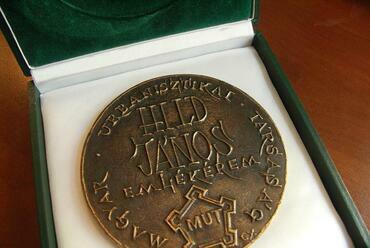 MAGYAR URBANISZTIKAI TÁRSASÁG
HILD
JÁNOS
EMLÉKÉREM
MUT